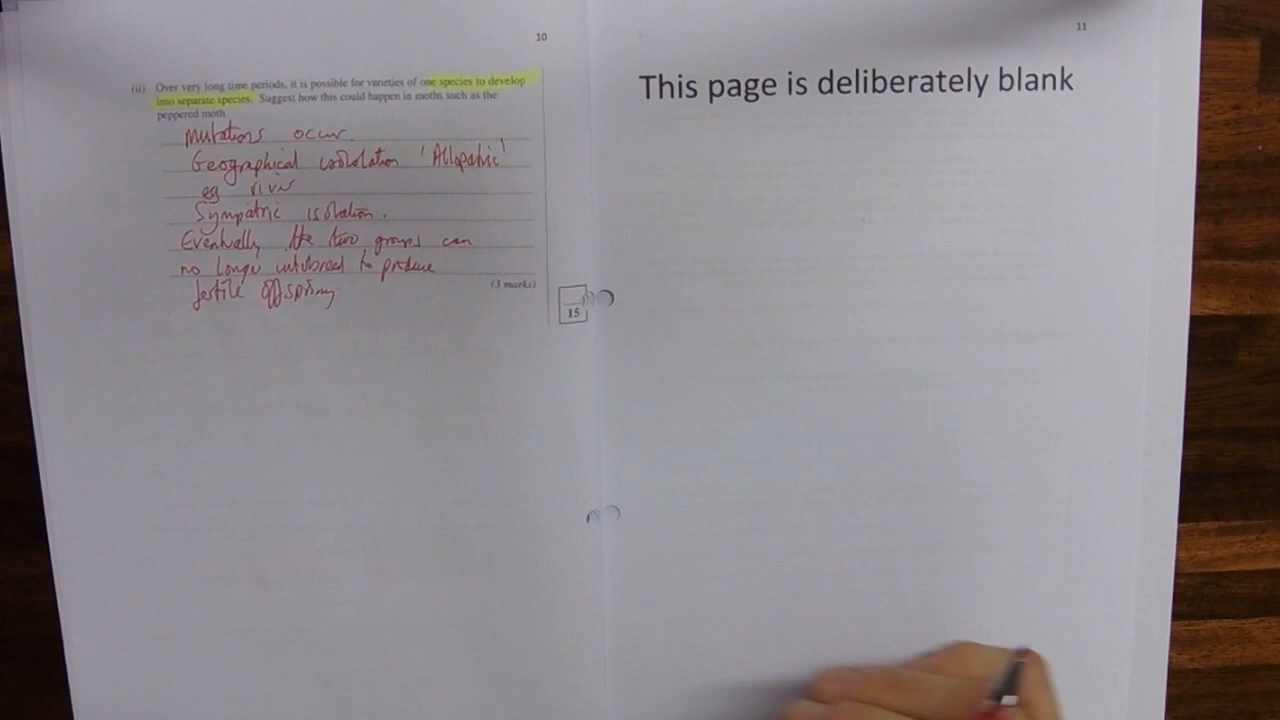 10
(ii) Over very long time periods, it is possible for varieties of one species to develop
into separate species. Suggest how this could happen in moths such as the
peppered moth.
Mutations occur.
Geographical isolation 'Allopatric'
eg river
Sympatric isolation.
Eventually the two groups can
no longer interbreed to produce
fertile offspring.
(3 marks)
15
11
This page is deliberately blank